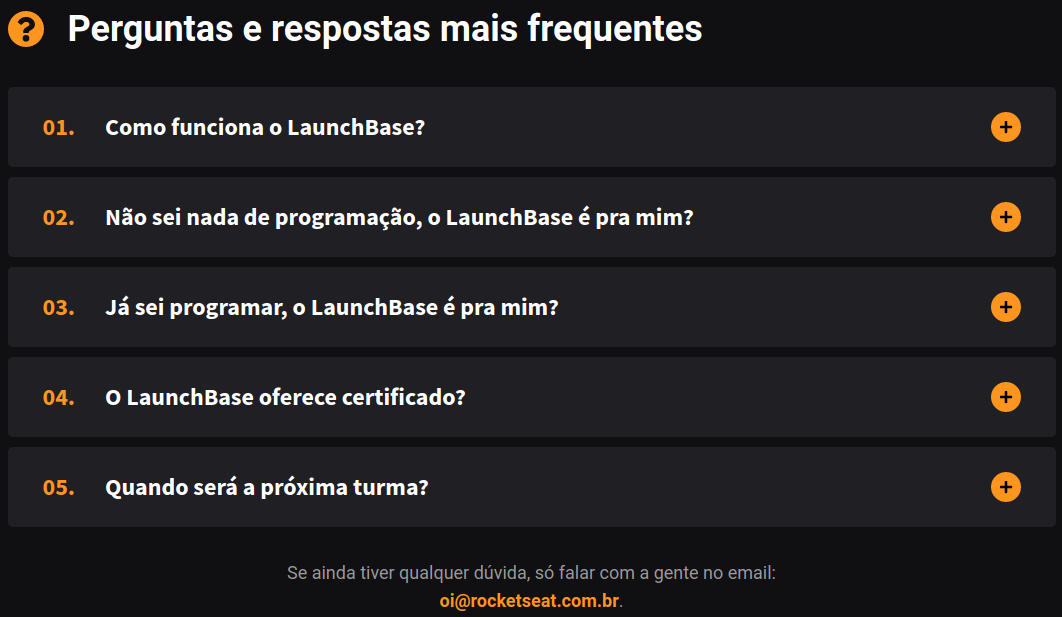 Perguntas e respostas mais frequentes
01. Como funciona o LaunchBase?
02. Não sei nada de programação, o LaunchBase é pra mim?
03. Já sei programar, o LaunchBase é pra mim?
04. O LaunchBase oferece certificado?
05. Quando será a próxima turma?
Se ainda tiver qualquer dúvida, só falar com a gente no email:
oi@rocketseat.com.br.